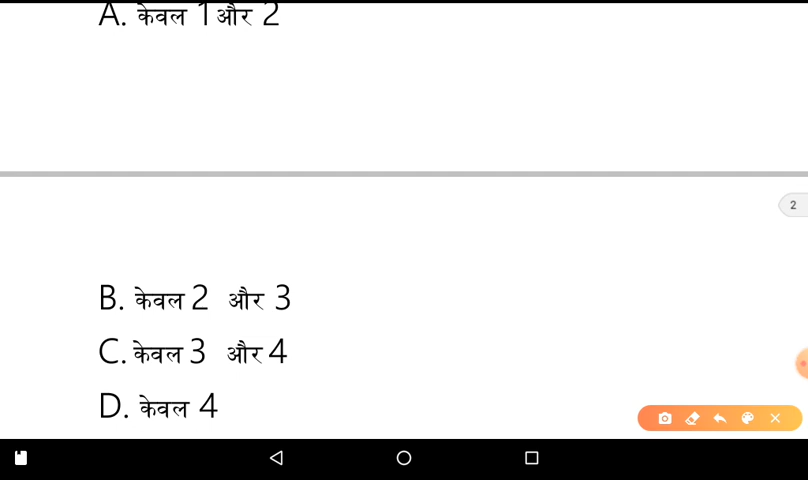 A. केवल 1 और 2
2
B. केवल 2 और 3
C. केवल 3 और 4
D. केवल 4